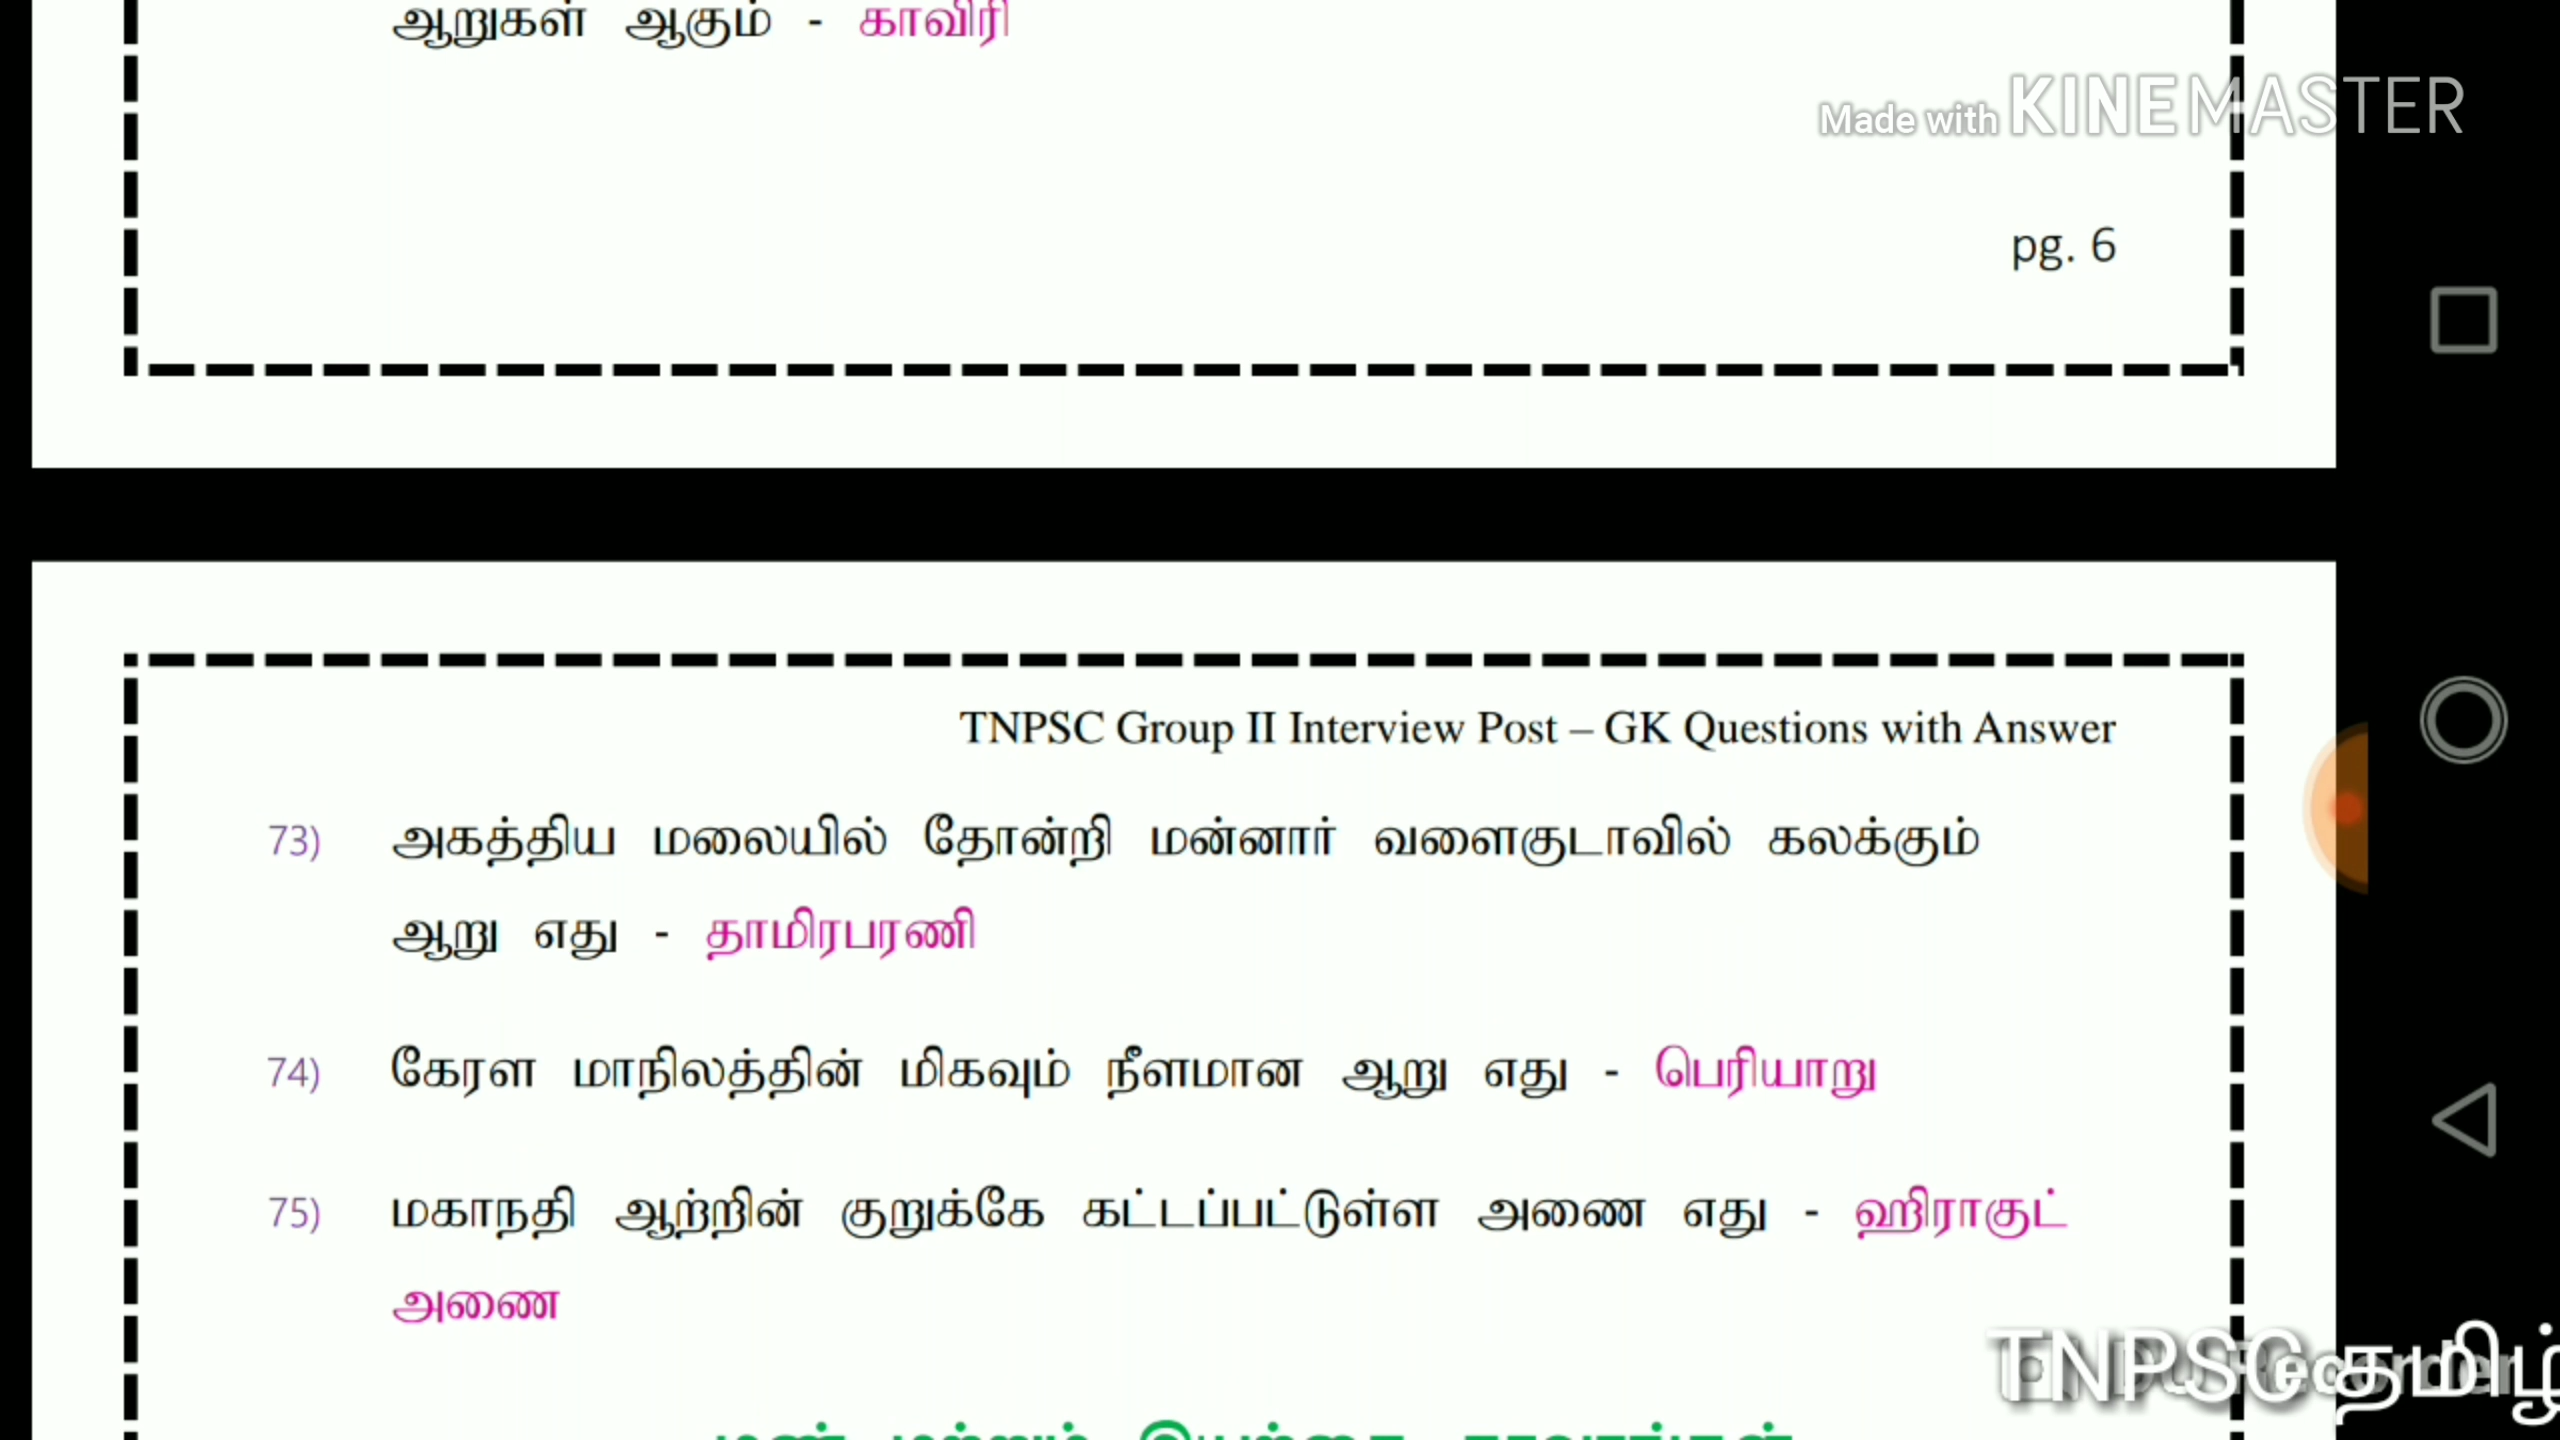 ஆறுகள் ஆகும் - காவிரி
Made with KINEMASTER
pg. 6
TNPSC Group II Interview Post – GK Questions with Answer
73) அகத்திய மலையில் தோன்றி மன்னார் வளைகுடாவில் கலக்கும்
ஆறு எது - தாமிரபரணி
74) கேரள மாநிலத்தின் மிகவும் நீளமான ஆறு எது - பெரியாறு
75) மகாநதி ஆற்றின் குறுக்கே கட்டப்பட்டுள்ள அணை எது - ஹிராகுட்
அணை
TNPSC தமிழ்